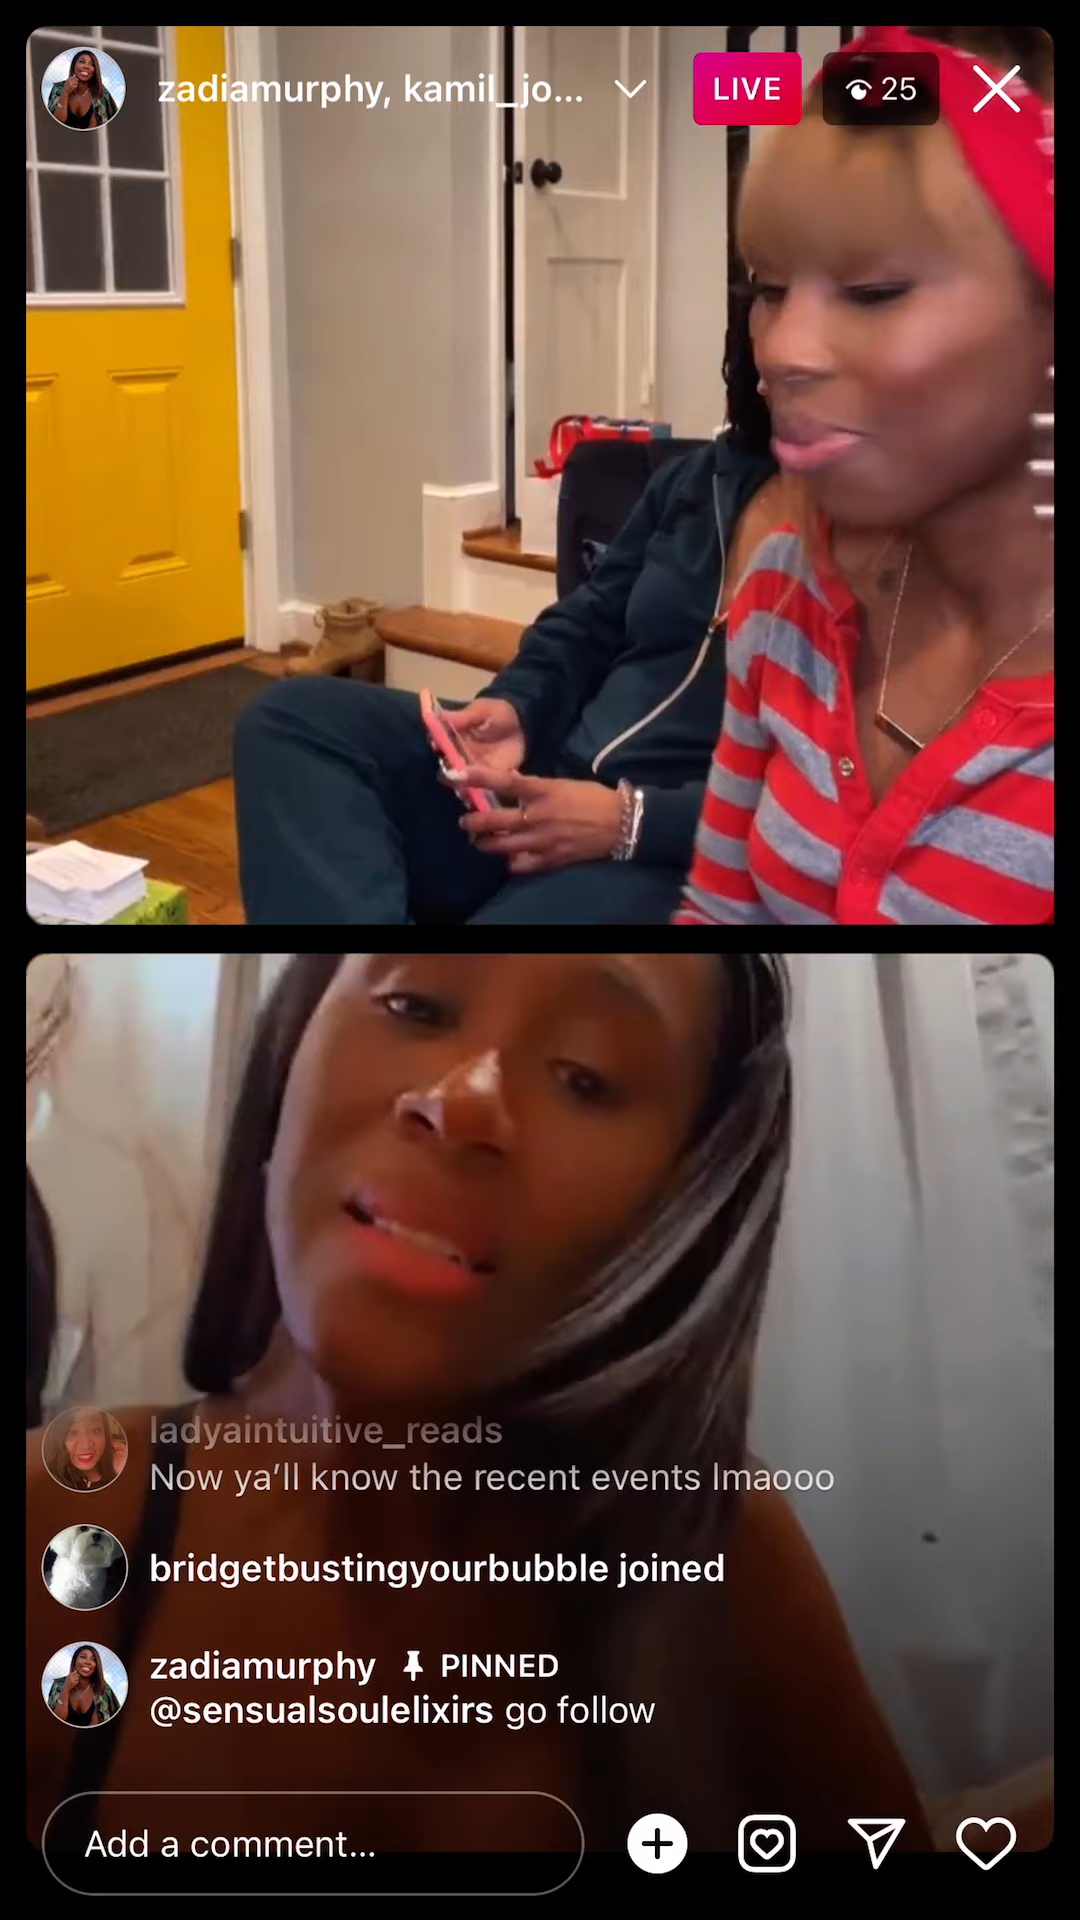 zadiamurphy, kamil_jo...
LIVE
25
ladyaintuitive_reads
Now ya’ll know the recent events lmaooo
bridgetbustingyourbubble joined
zadiamurphy PINNED
@sensualsoulelixirs go follow
Add a comment...